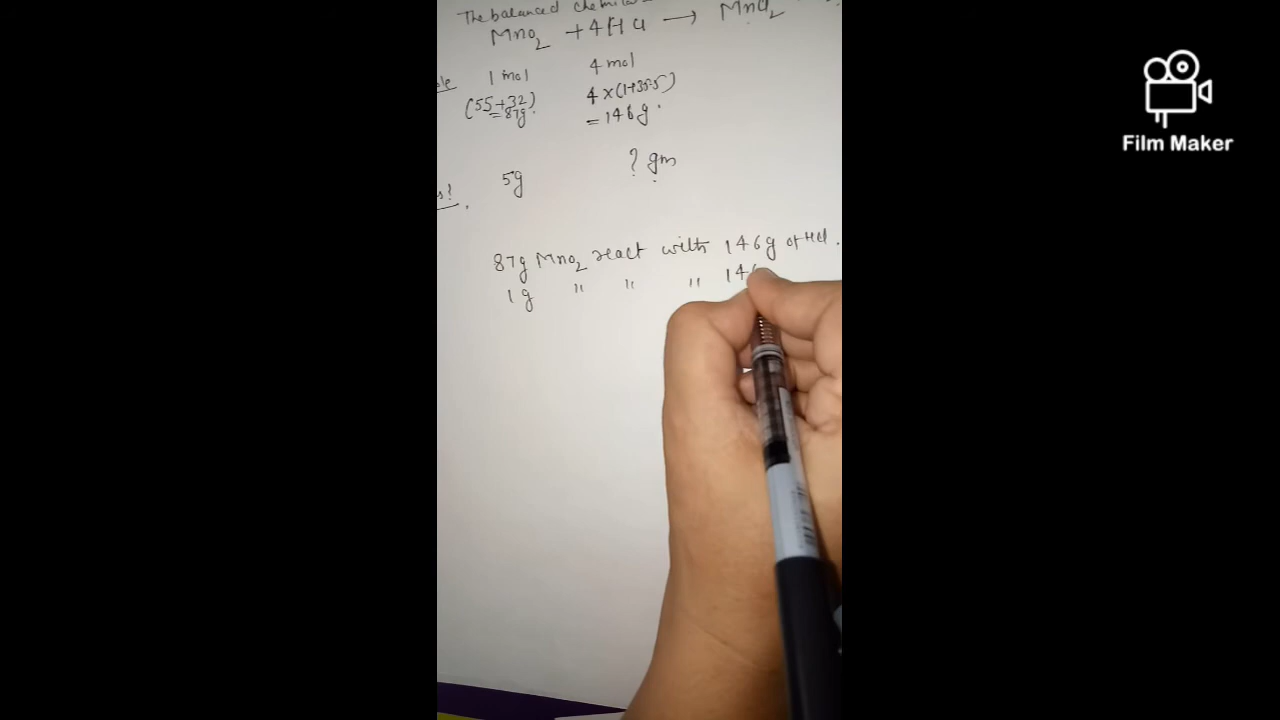 The balanced chemical
MnO2 + 4HCl → MnCl2
1 mol 4 mol
(55+32) 4 x (1+35.5)
= 87g. = 146g.
5g ? gm
s?
87g MnO2 react with 146g of HCl.
1g " " " 146
Film Maker